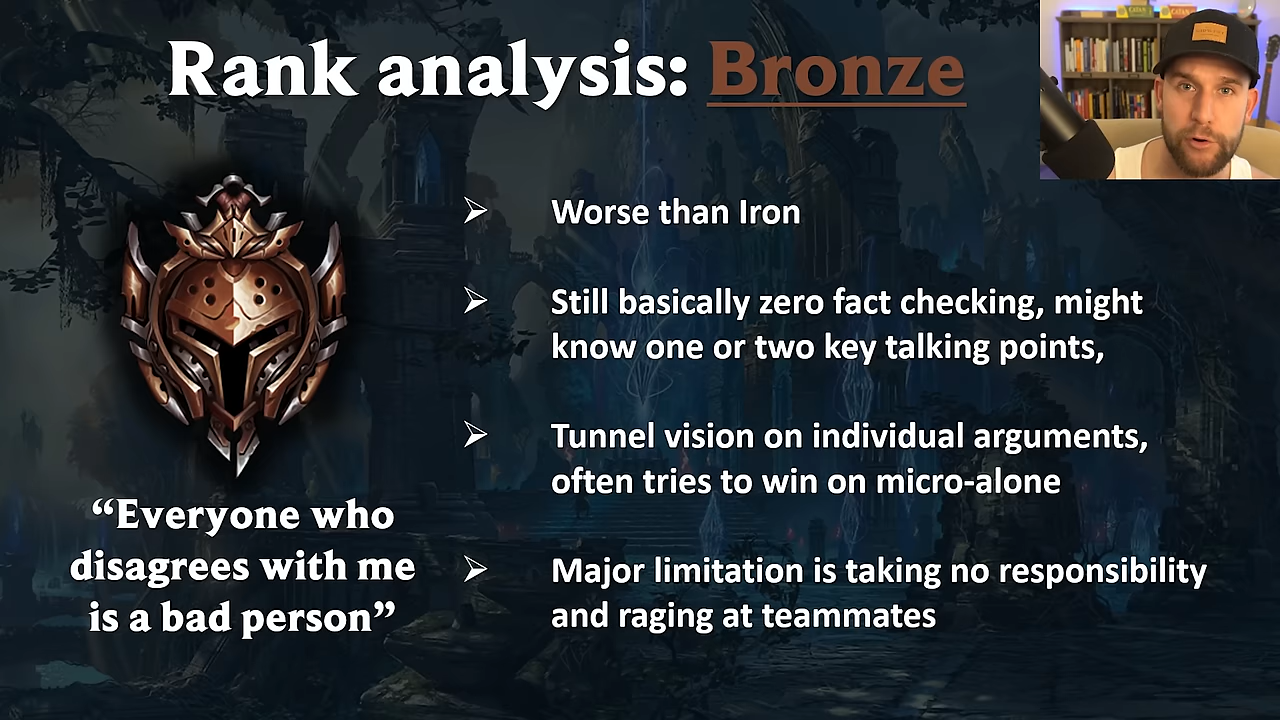 Rank analysis: Bronze
➢ Worse than Iron
➢ Still basically zero fact checking, might
know one or two key talking points,
➢ Tunnel vision on individual arguments,
often tries to win on micro-alone
➢ Major limitation is taking no responsibility
and raging at teammates
“Everyone who
disagrees with me
is a bad person”
CATAN
CATAN